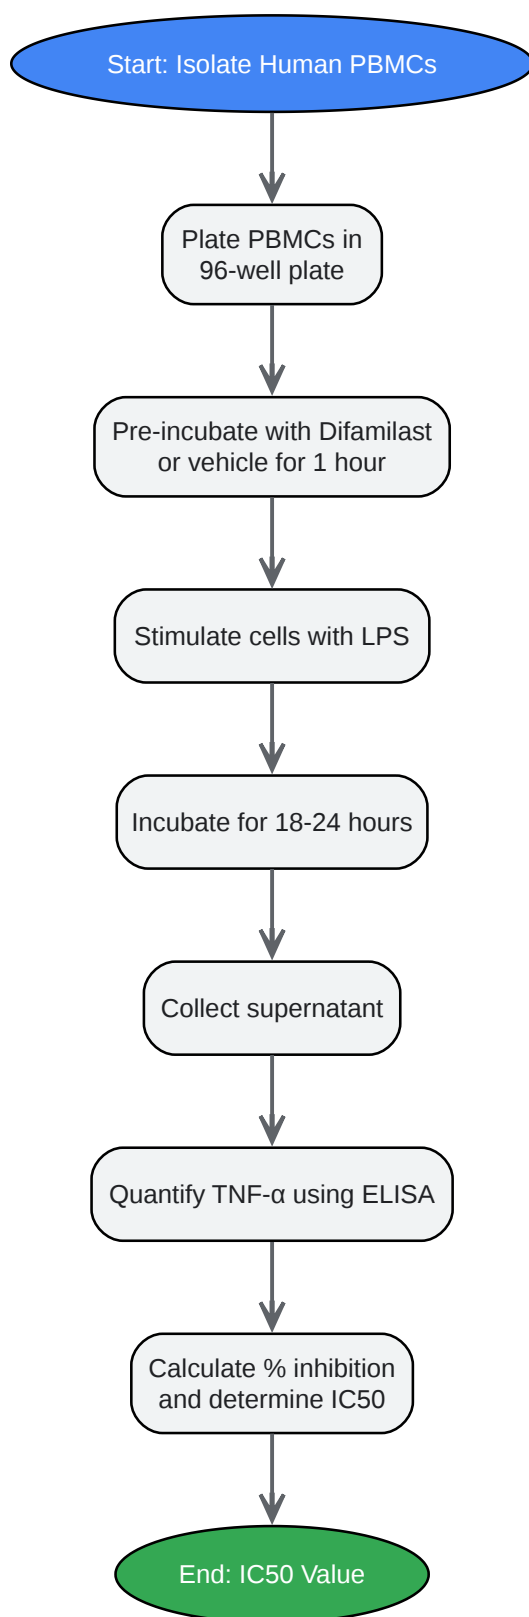 Start: Isolate Human PBMCs
Plate PBMCs in
96-well plate
Pre-incubate with Difamilast
or vehicle for 1 hour
Stimulate cells with LPS
Incubate for 18-24 hours
Collect supernatant
Quantify TNF-α using ELISA
Calculate % inhibition
and determine IC50
End: IC50 Value